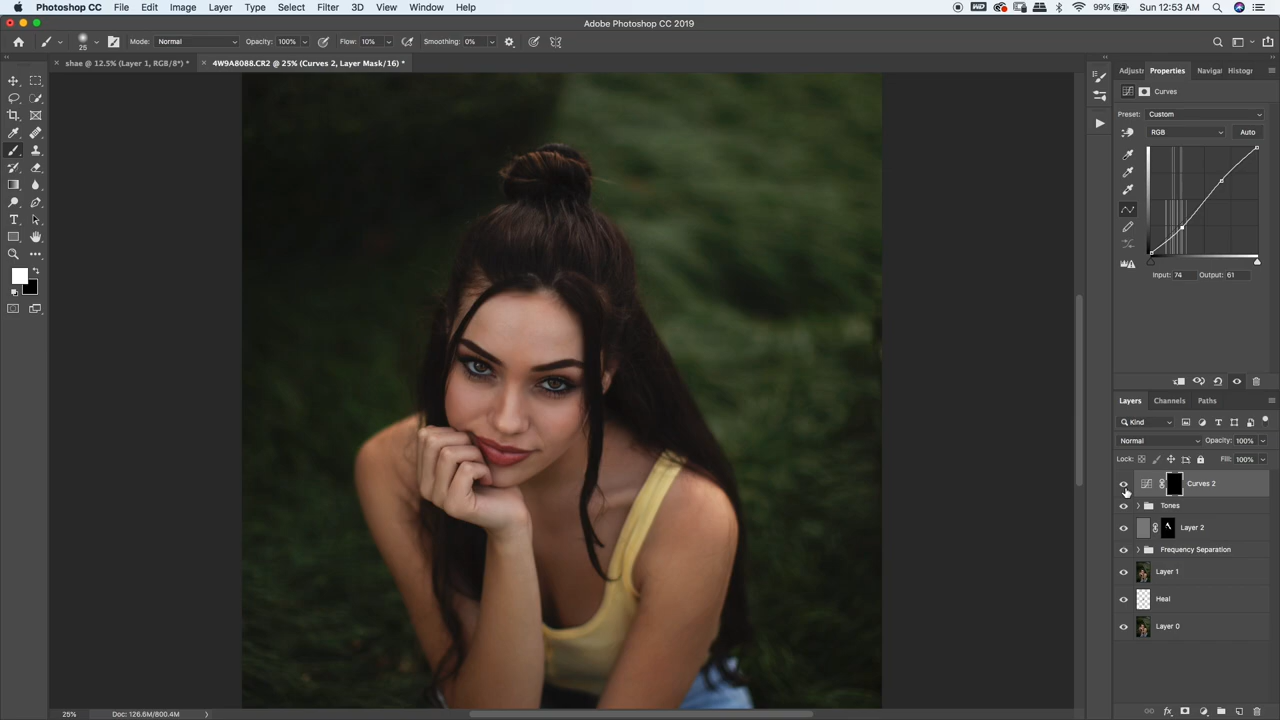 Photoshop CC File Edit Image Layer Type Select Filter 3D View Window Help 99% Sun 12:53 AM
Adobe Photoshop CC 2019
25 Mode: Normal Opacity: 100% Flow: 10% Smoothing: 0%
shae @ 12.5% (Layer 1, RGB/8*) * 4W9A8088.CR2 @ 25% (Curves 2, Layer Mask/16) *
Adjustr Properties Navigar Histogr
Curves
Preset: Custom
RGB Auto
Input: 74 Output: 61
Layers Channels Paths
Kind
Normal Opacity: 100%
Lock: Fill: 100%
Curves 2
Tones
Layer 2
Frequency Separation
Layer 1
Heal
Layer 0
25% Doc: 126.6M/800.4M